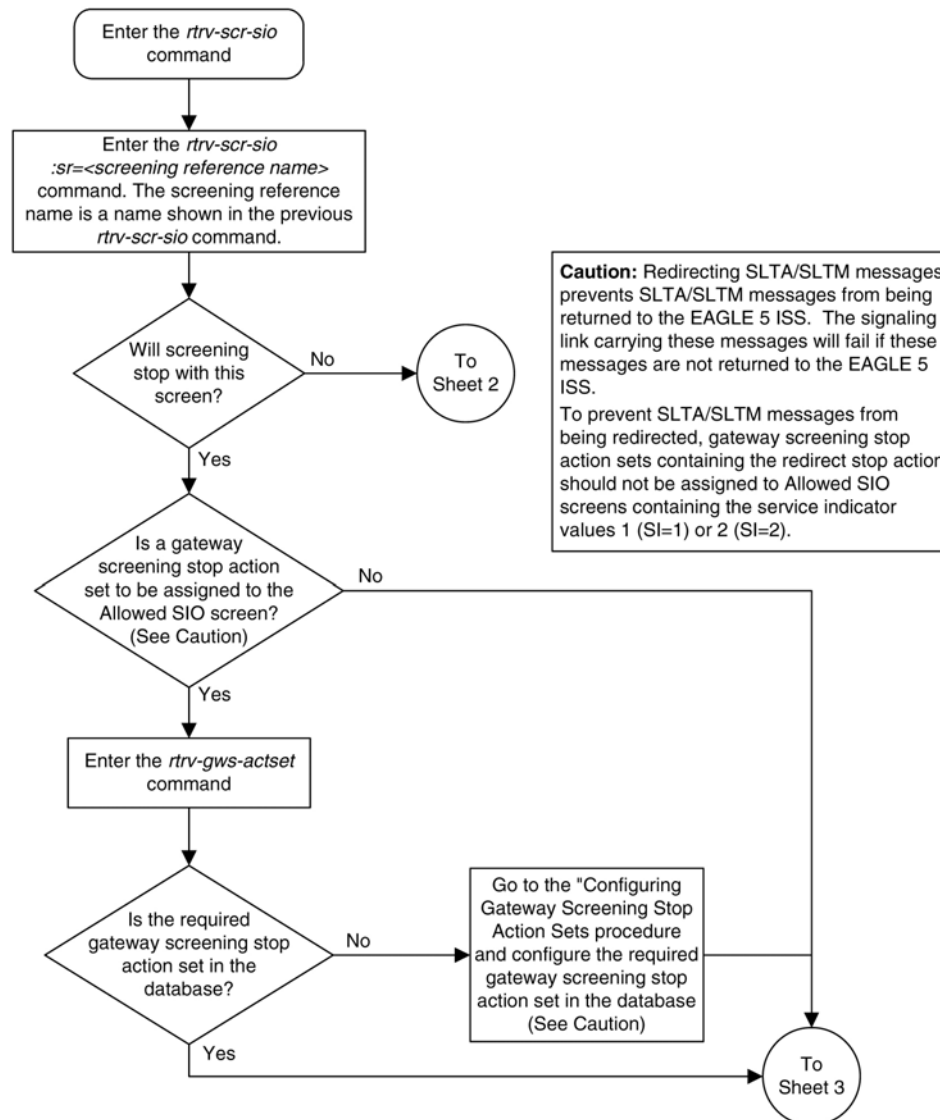 Enter the rtrv-scr-sio
command
Enter the rtrv-scr-sio
:sr=<screening reference name>
command. The screening reference
name is a name shown in the previous
rtrv-scr-sio command.
Caution: Redirecting SLTA/SLTM messages
prevents SLTA/SLTM messages from being
returned to the EAGLE 5 ISS. The signaling
link carrying these messages will fail if these
messages are not returned to the EAGLE 5
ISS.
To prevent SLTA/SLTM messages from
being redirected, gateway screening stop
action sets containing the redirect stop action
should not be assigned to Allowed SIO
screens containing the service indicator
values 1 (SI=1) or 2 (SI=2).
Will screening
stop with this
screen?
No
To
Sheet 2
Yes
Is a gateway
screening stop action
set to be assigned to the
Allowed SIO screen?
(See Caution)
No
Yes
Enter the rtrv-gws-actset
command
Is the required
gateway screening stop
action set in the
database?
No
Go to the "Configuring
Gateway Screening Stop
Action Sets procedure
and configure the required
gateway screening stop
action set in the database
(See Caution)
Yes
To
Sheet 3